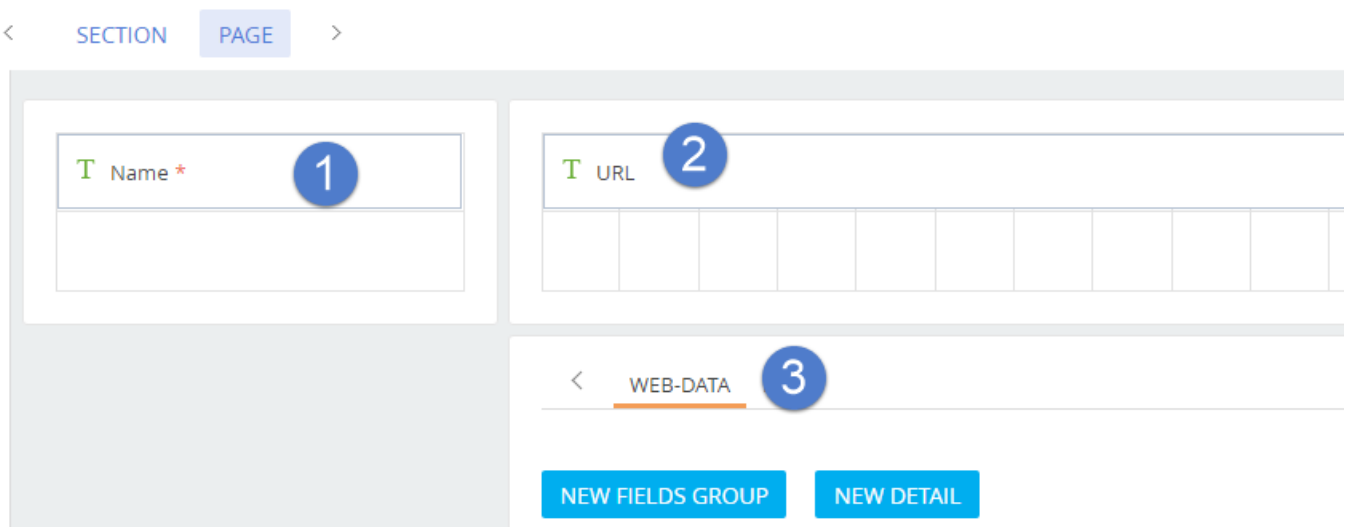 SECTION PAGE
T Name * 1
T URL 2
WEB-DATA 3
NEW FIELDS GROUP NEW DETAIL